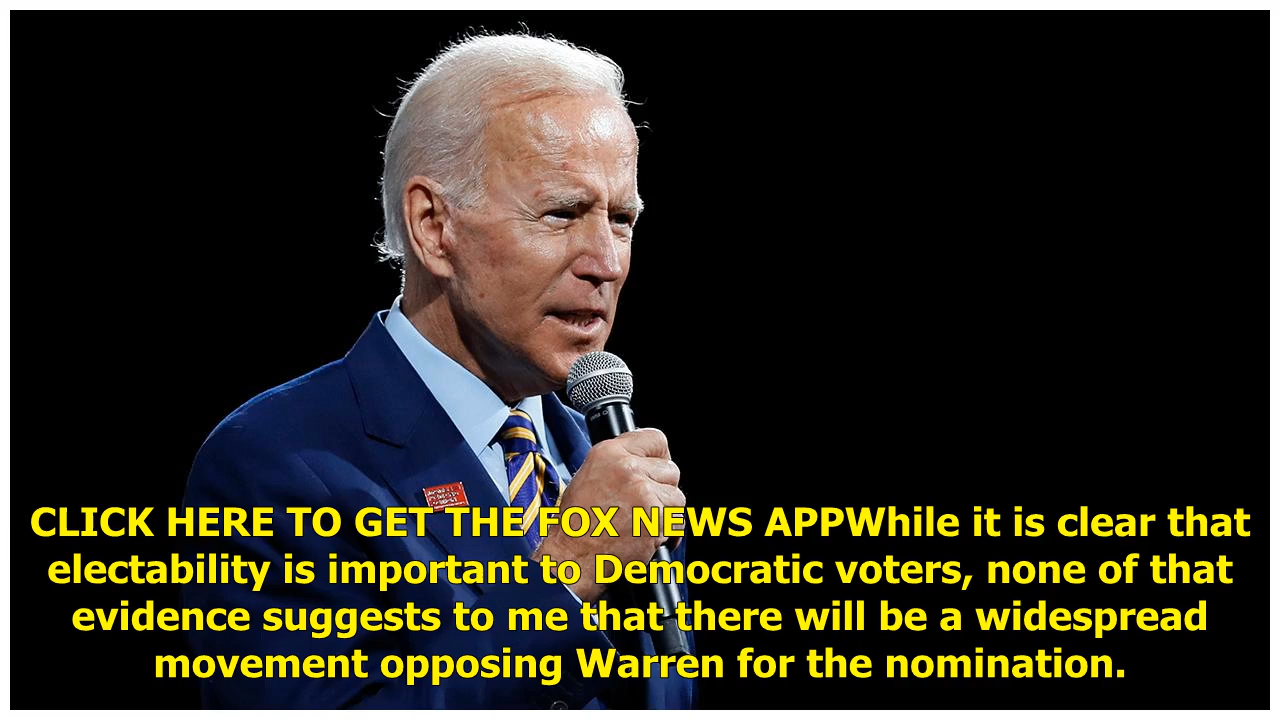 CLICK HERE TO GET THE FOX NEWS APPWhile it is clear that
electability is important to Democratic voters, none of that
evidence suggests to me that there will be a widespread
movement opposing Warren for the nomination.